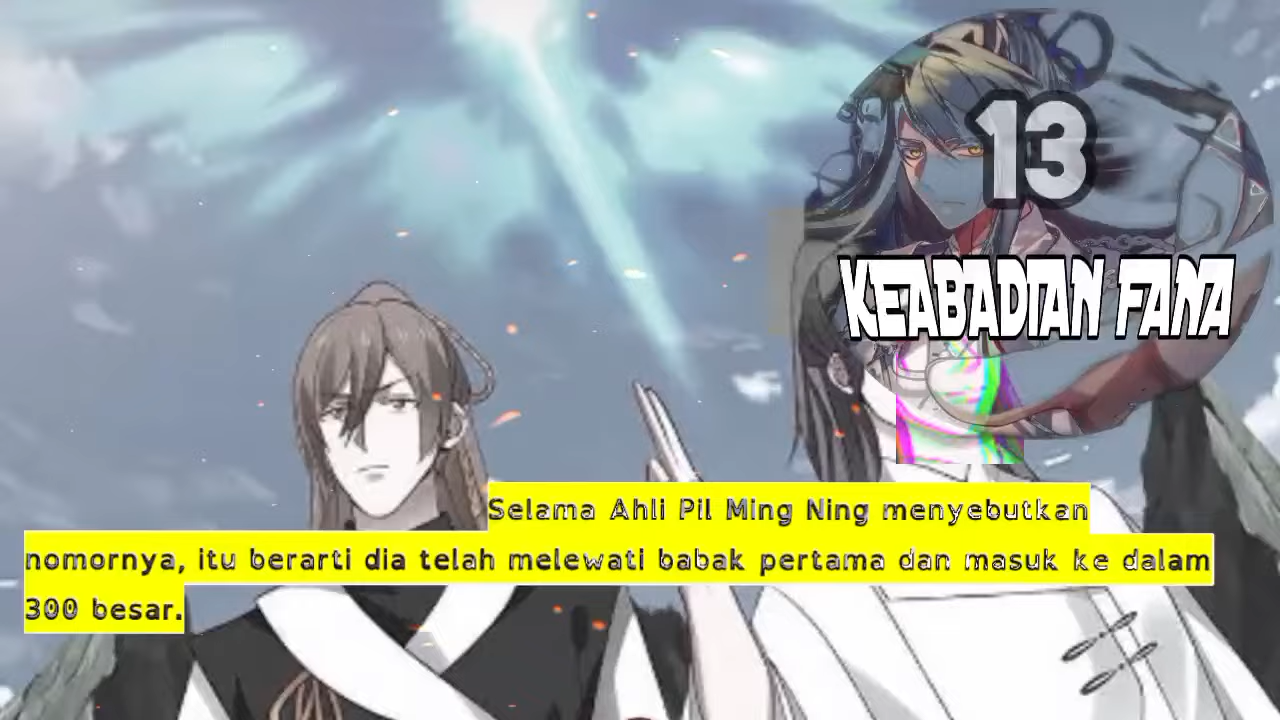 13
KEABADIAN FANA
Selama Ahli Pil Ming Ning menyebutkan
nomornya, itu berarti dia telah melewati babak pertama dan masuk ke dalam
300 besar.